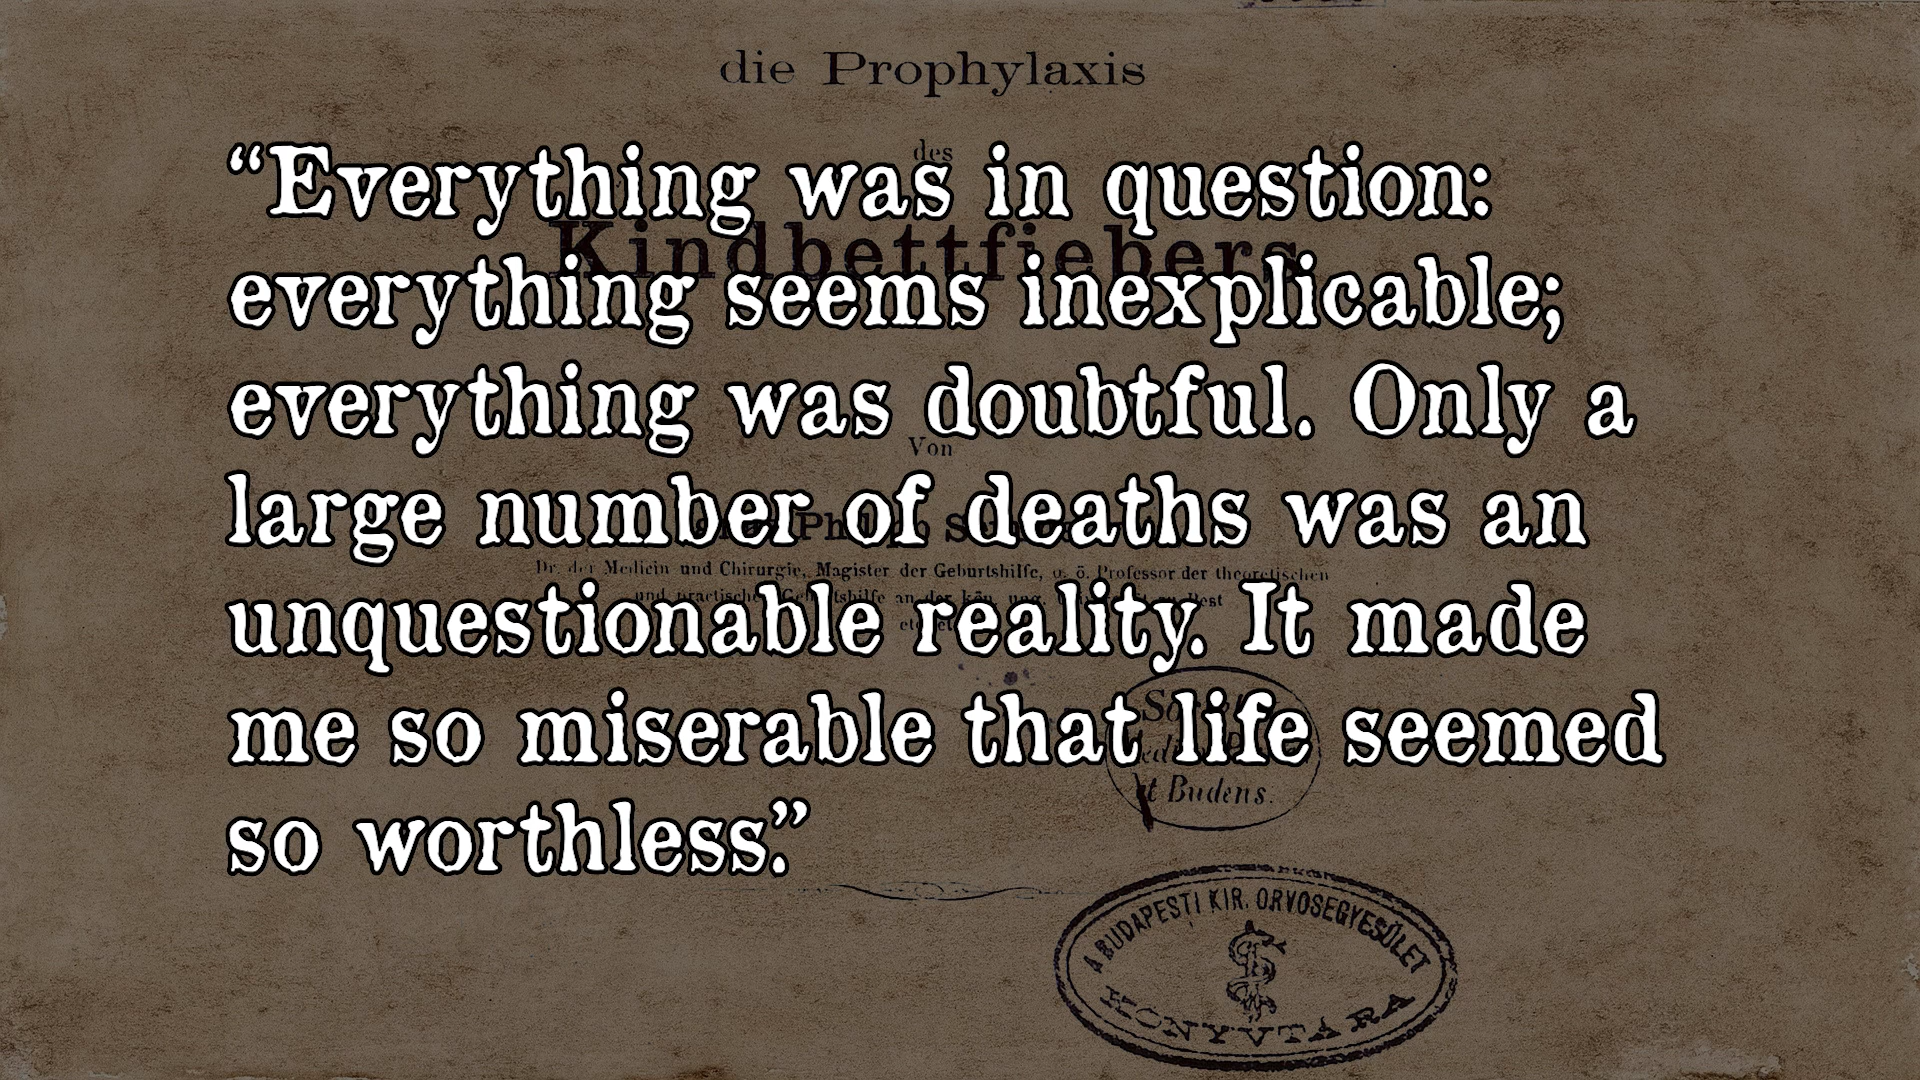 die Prophylaxis
des
“Everything was in question:
Kindbettfiebers
everything seems inexplicable;
everything was doubtful. Only a
Von
large number of deaths was an
Dr. der Medicin und Chirurgie, Magister der Geburtshilfe, o. ö. Professor der theoretischen
unquestionable reality. It made
me so miserable that life seemed
et Budens.
so worthless.”
A BUDAPESTI KIR. ORVOSEGYESÜLET
KÖNYVTÁRA